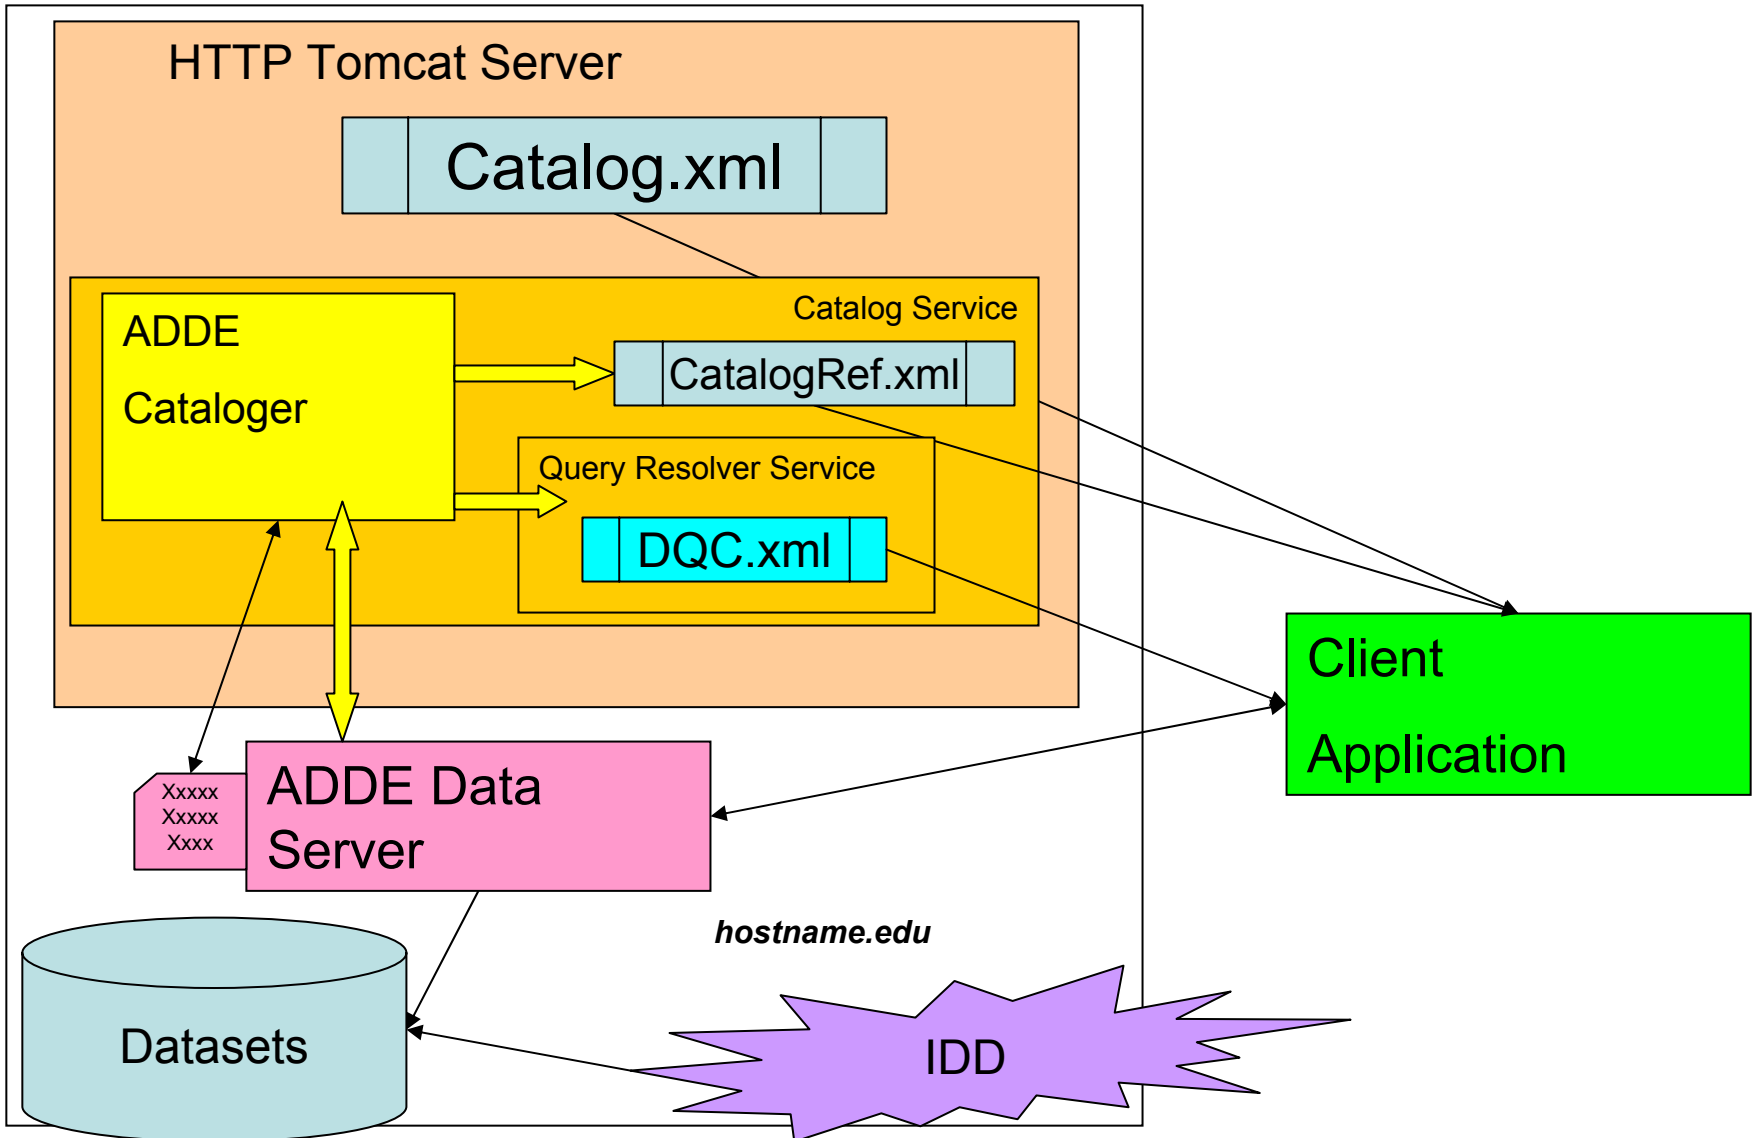 HTTP Tomcat Server
Catalog.xml
Catalog Service
ADDE
Cataloger
CatalogRef.xml
Query Resolver Service
DQC.xml
Client
Application
ADDE Data
Server
Xxxxx
Xxxxx
Xxxx
hostname.edu
Datasets
IDD